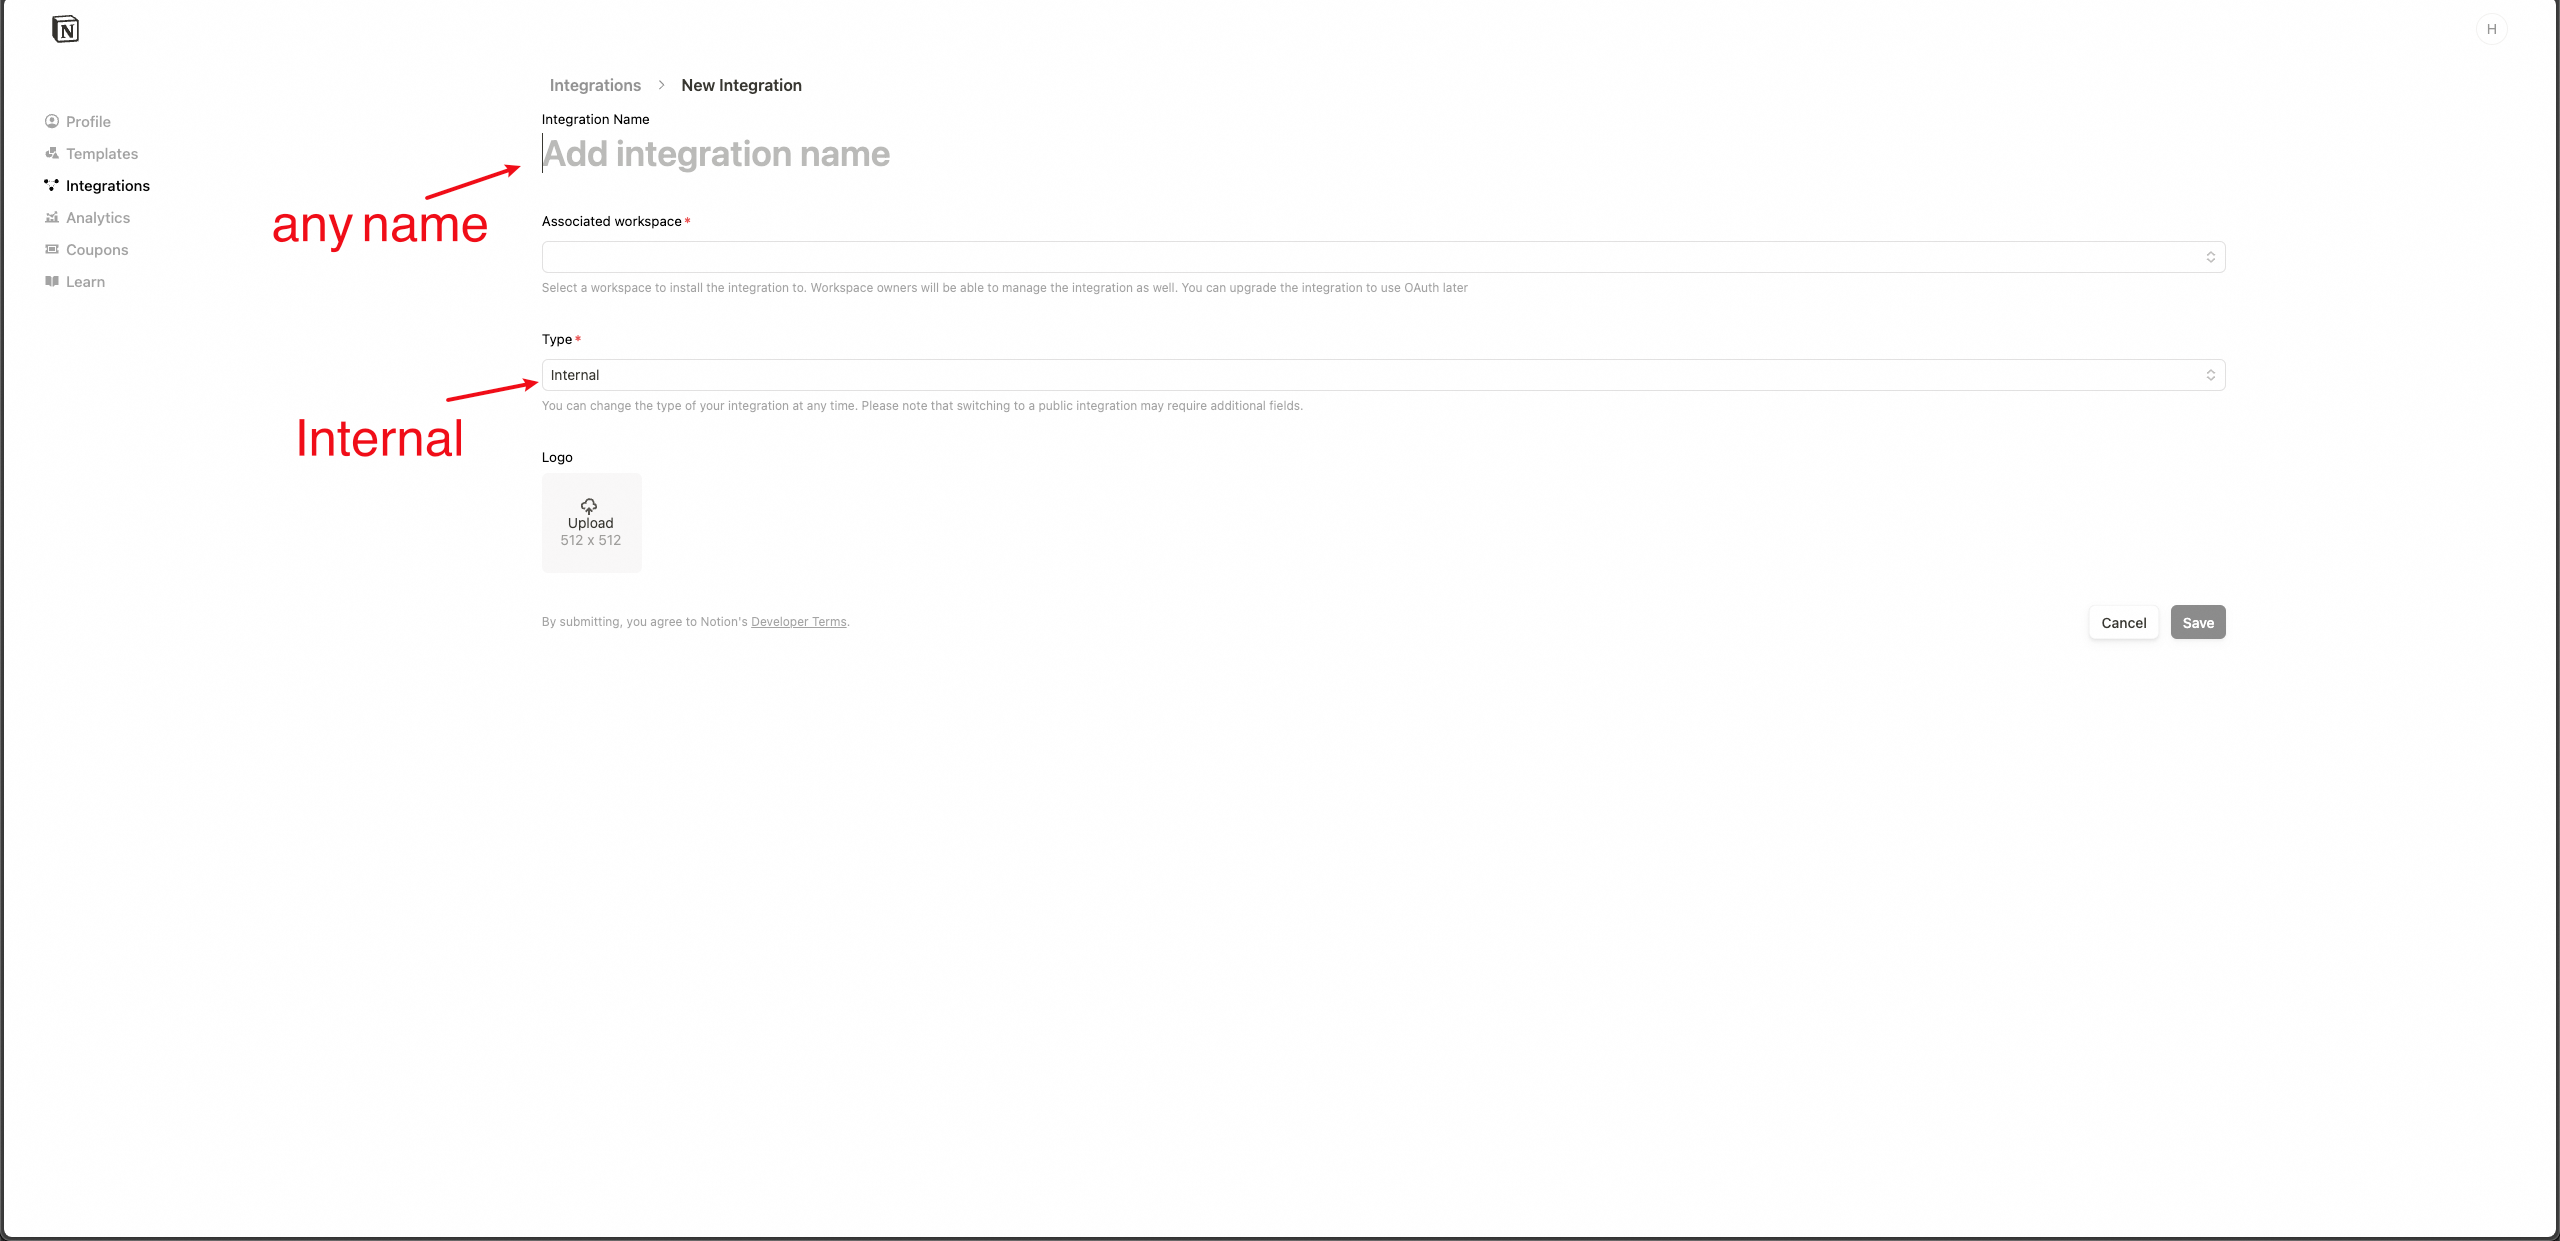 N
H
Integrations > New Integration
Profile
Templates
Integrations
Analytics
Coupons
Learn
Integration Name
Add integration name
any name
Associated workspace*
Select a workspace to install the integration to. Workspace owners will be able to manage the integration as well. You can upgrade the integration to use OAuth later
Type*
Internal
You can change the type of your integration at any time. Please note that switching to a public integration may require additional fields.
Internal
Logo
Upload
512 x 512
By submitting, you agree to Notion's Developer Terms.
Cancel
Save